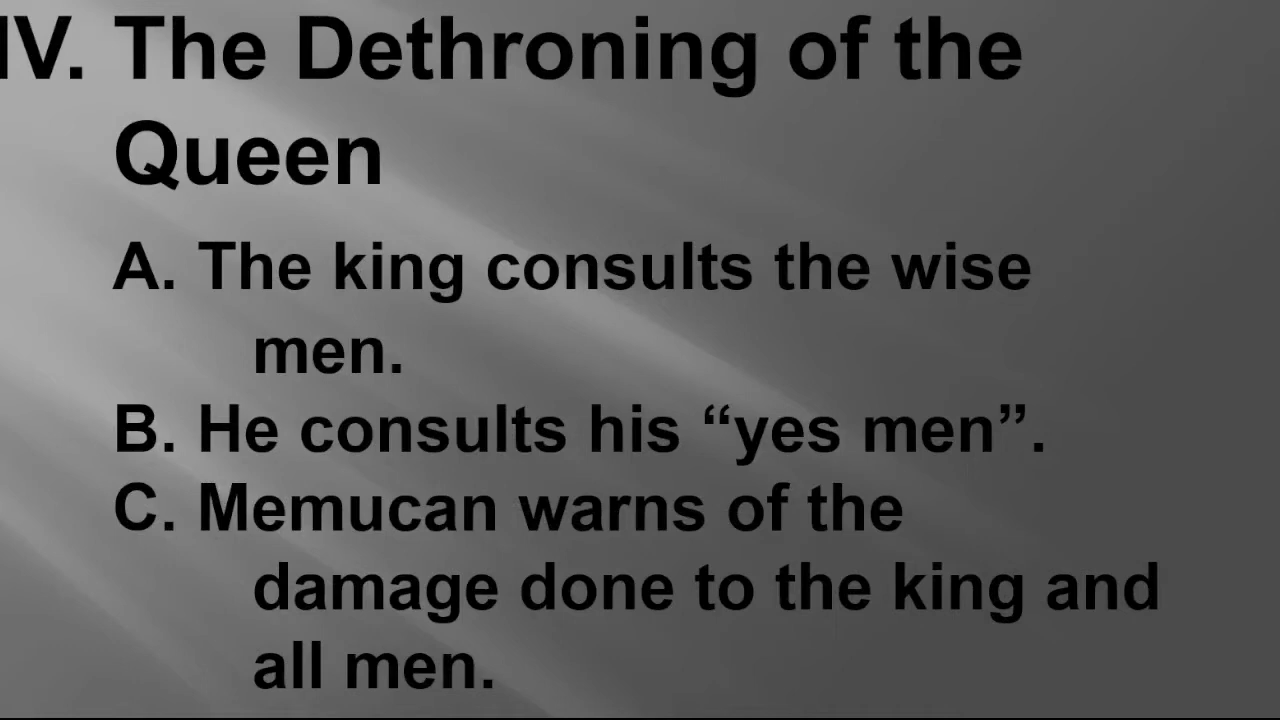 IV. The Dethroning of the
Queen
A. The king consults the wise
men.
B. He consults his “yes men”.
C. Memucan warns of the
damage done to the king and
all men.